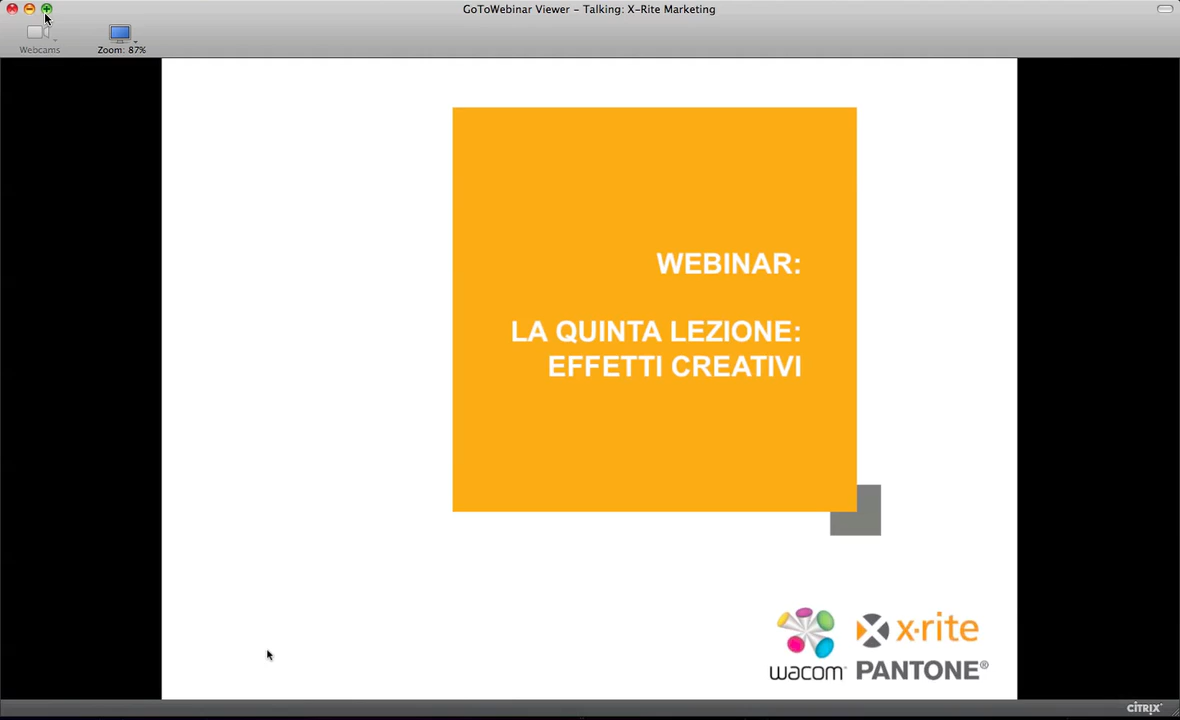 GoToWebinar Viewer - Talking: X-Rite Marketing
Webcams
Zoom: 87%
WEBINAR:
LA QUINTA LEZIONE:
EFFETTI CREATIVI
wacom
x·rite
PANTONE®
CITRIX